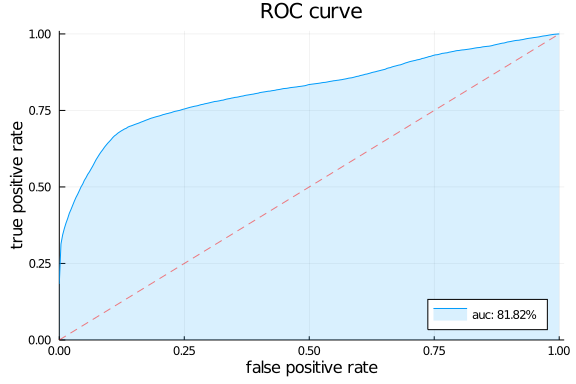 ROC curve
true positive rate
1.00
0.75
0.50
0.25
0.00
auc: 81.82%
0.00 0.25 0.50 0.75 1.00
false positive rate